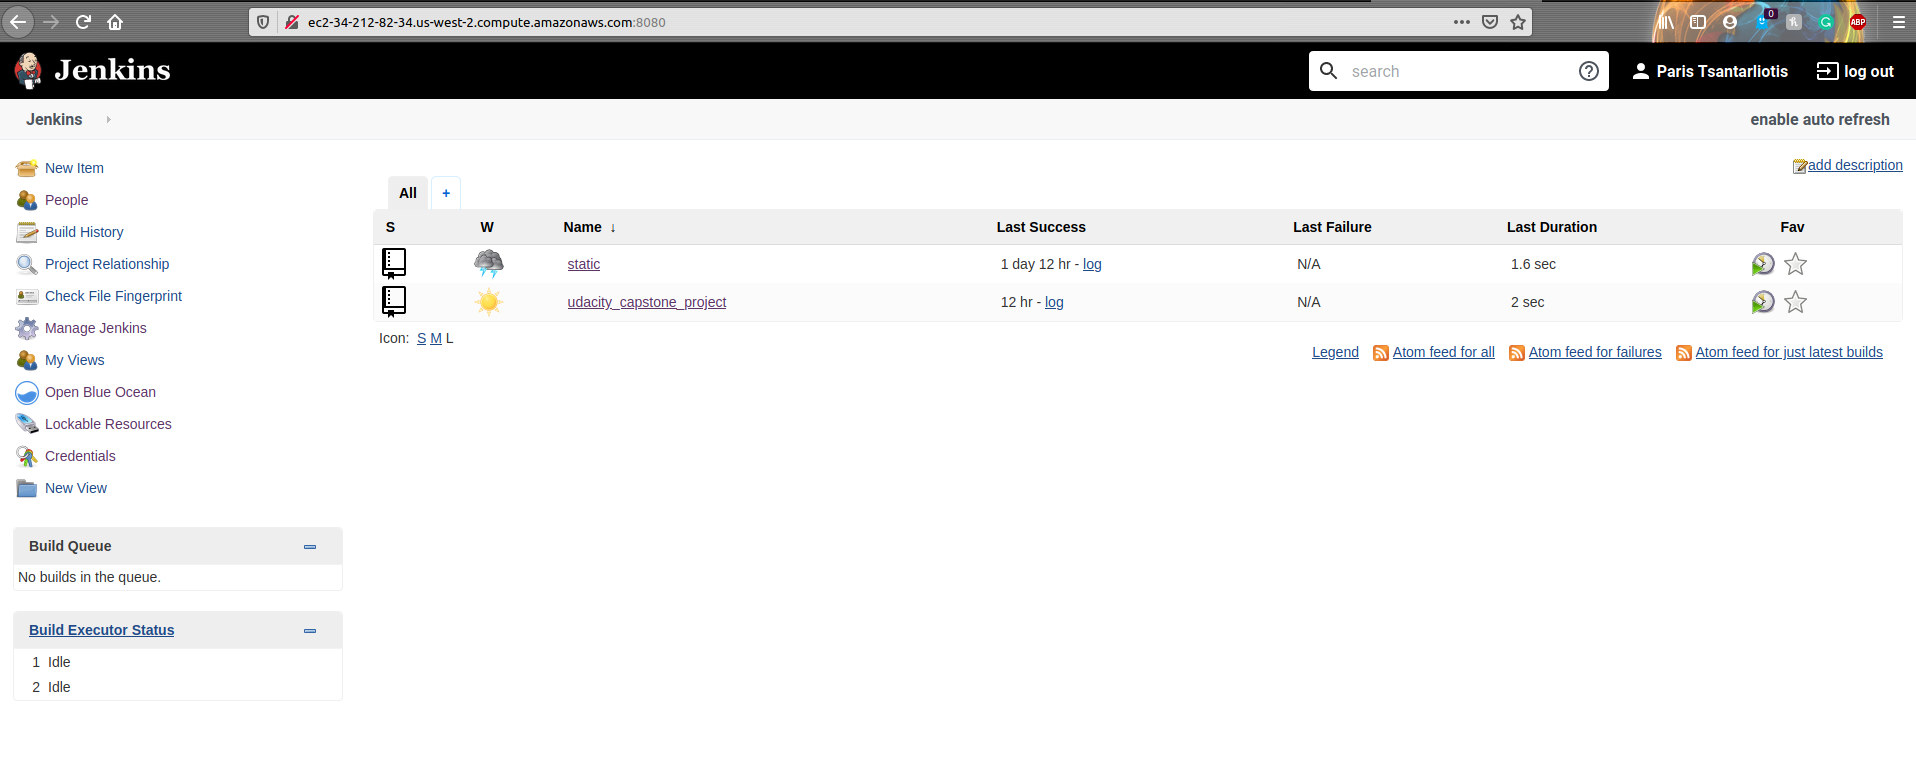 ec2-34-212-82-34.us-west-2.compute.amazonaws.com:8080
0
ABP
Jenkins
search
Paris Tsantarliotis
log out
Jenkins
enable auto refresh
New Item
People
Build History
Project Relationship
Check File Fingerprint
Manage Jenkins
My Views
Open Blue Ocean
Lockable Resources
Credentials
New View
Build Queue
No builds in the queue.
Build Executor Status
1 Idle
2 Idle
add description
All +
S W Name ↓ Last Success Last Failure Last Duration Fav
static 1 day 12 hr - log N/A 1.6 sec
udacity_capstone_project 12 hr - log N/A 2 sec
Icon: S M L
Legend Atom feed for all Atom feed for failures Atom feed for just latest builds